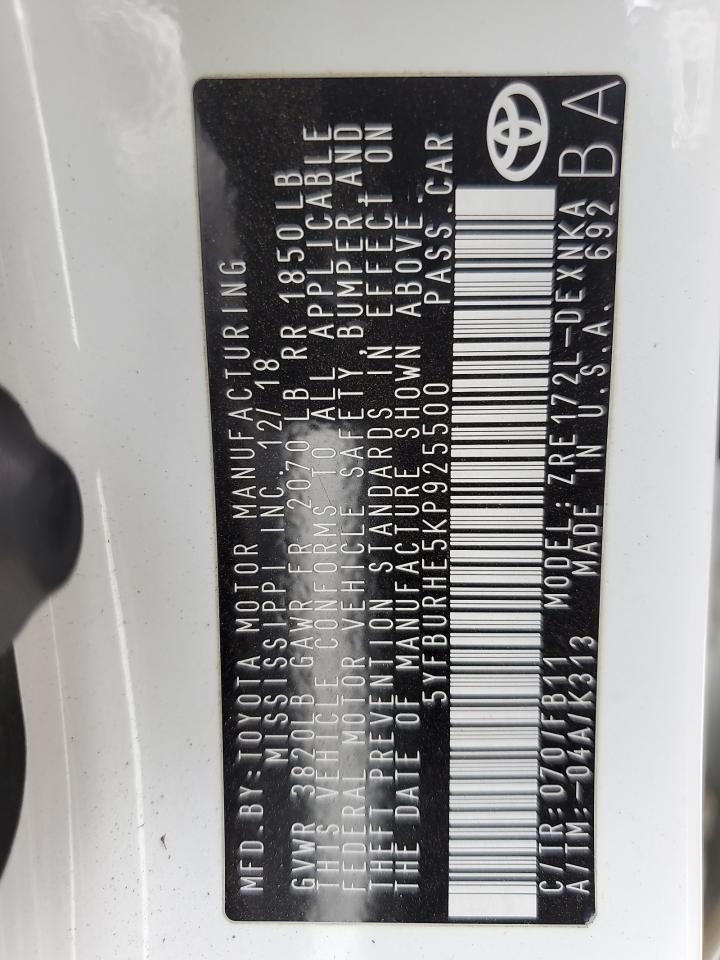 MFD.BY:TOYOTA MOTOR MANUFACTURING
MISSISSIPPI INC. 12/18
GVWR 3820LB GAWR FR 2070LB RR 1850LB
THIS VEHICLE CONFORMS TO ALL APPLICABLE
FEDERAL MOTOR VEHICLE SAFETY, BUMPER, AND
THEFT PREVENTION STANDARDS IN EFFECT ON
THE DATE OF MANUFACTURE SHOWN ABOVE.
5YFBURHE5KP925500 PASS.CAR
C/TR:070/FB11 MODEL:ZRE172L-DEXNKA
A/TM:-04A/K313 MADE IN U.S.A. 692
BA